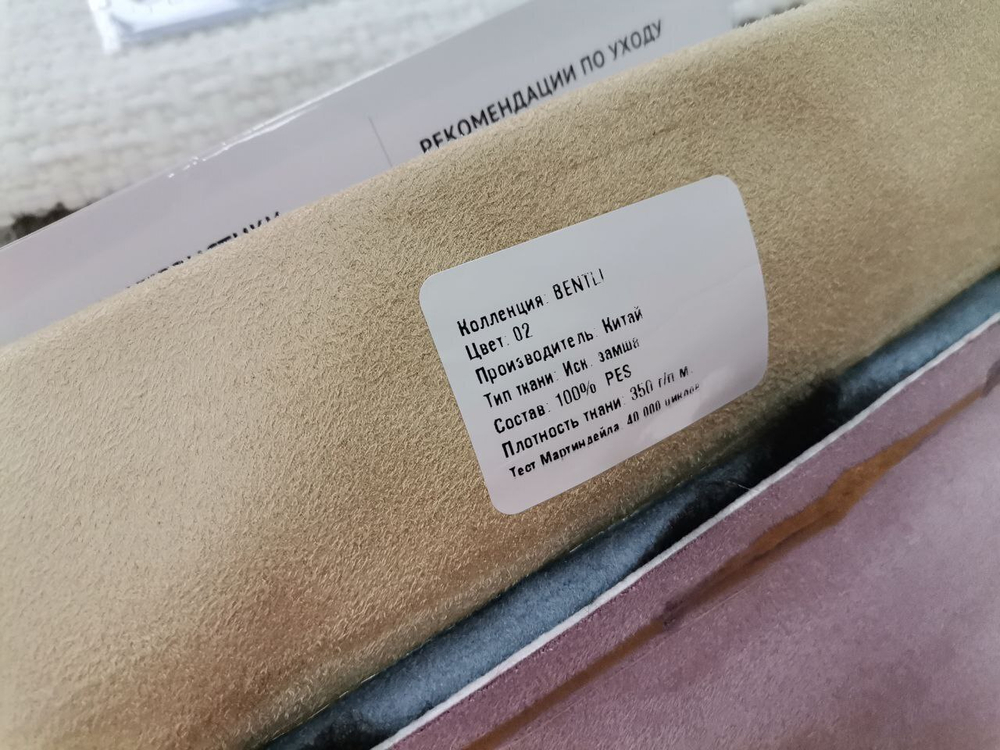 РЕКОМЕНДАЦИИ ПО УХОДУ
Коллекция: BENTLI
Цвет: 02
Производитель: Китай
Тип ткани: Иск. замша
Состав: 100% PES
Плотность ткани: 350 г/п.м.
Тест Мартиндейла: 40 000 циклов